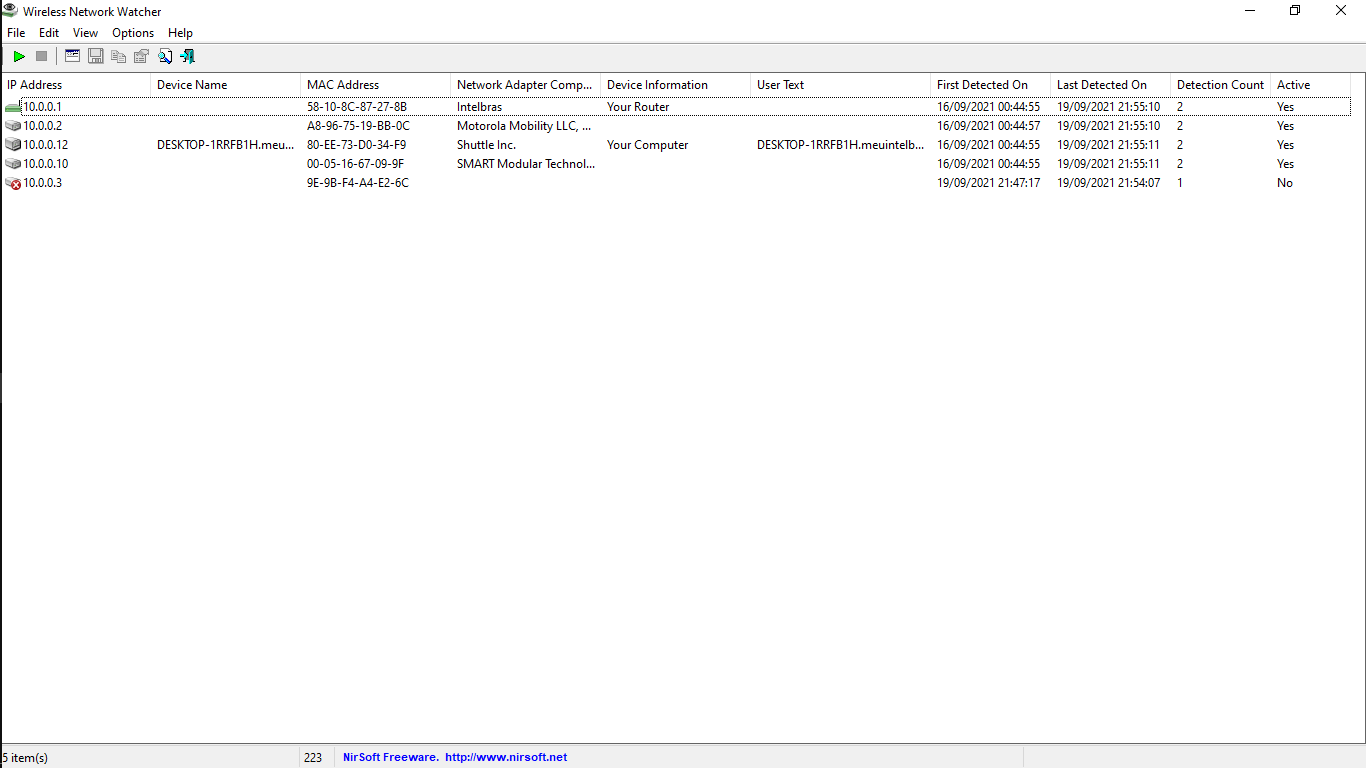 Wireless Network Watcher
File Edit View Options Help
IP Address Device Name MAC Address Network Adapter Comp... Device Information User Text First Detected On Last Detected On Detection Count Active
10.0.0.1 58-10-8C-87-27-8B Intelbras Your Router 16/09/2021 00:44:55 19/09/2021 21:55:10 2 Yes
10.0.0.2 A8-96-75-19-BB-0C Motorola Mobility LLC, ... 16/09/2021 00:44:57 19/09/2021 21:55:10 2 Yes
10.0.0.12 DESKTOP-1RRFB1H.meu... 80-EE-73-D0-34-F9 Shuttle Inc. Your Computer DESKTOP-1RRFB1H.meuintelb... 16/09/2021 00:44:55 19/09/2021 21:55:11 2 Yes
10.0.0.10 00-05-16-67-09-9F SMART Modular Technol... 16/09/2021 00:44:55 19/09/2021 21:55:11 2 Yes
10.0.0.3 9E-9B-F4-A4-E2-6C 19/09/2021 21:47:17 19/09/2021 21:54:07 1 No
5 item(s) 223 NirSoft Freeware. http://www.nirsoft.net